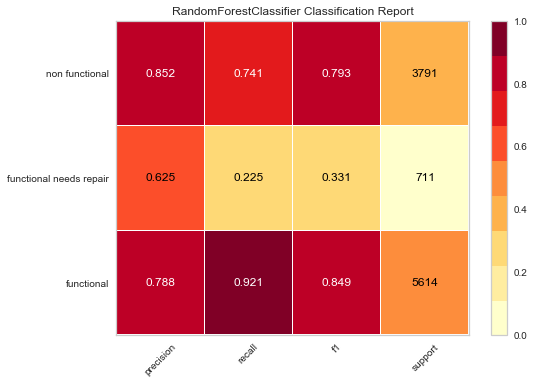 RandomForestClassifier Classification Report
non functional 0.852 0.741 0.793 3791
functional needs repair 0.625 0.225 0.331 711
functional 0.788 0.921 0.849 5614
precision recall f1 support
1.0
0.8
0.6
0.4
0.2
0.0